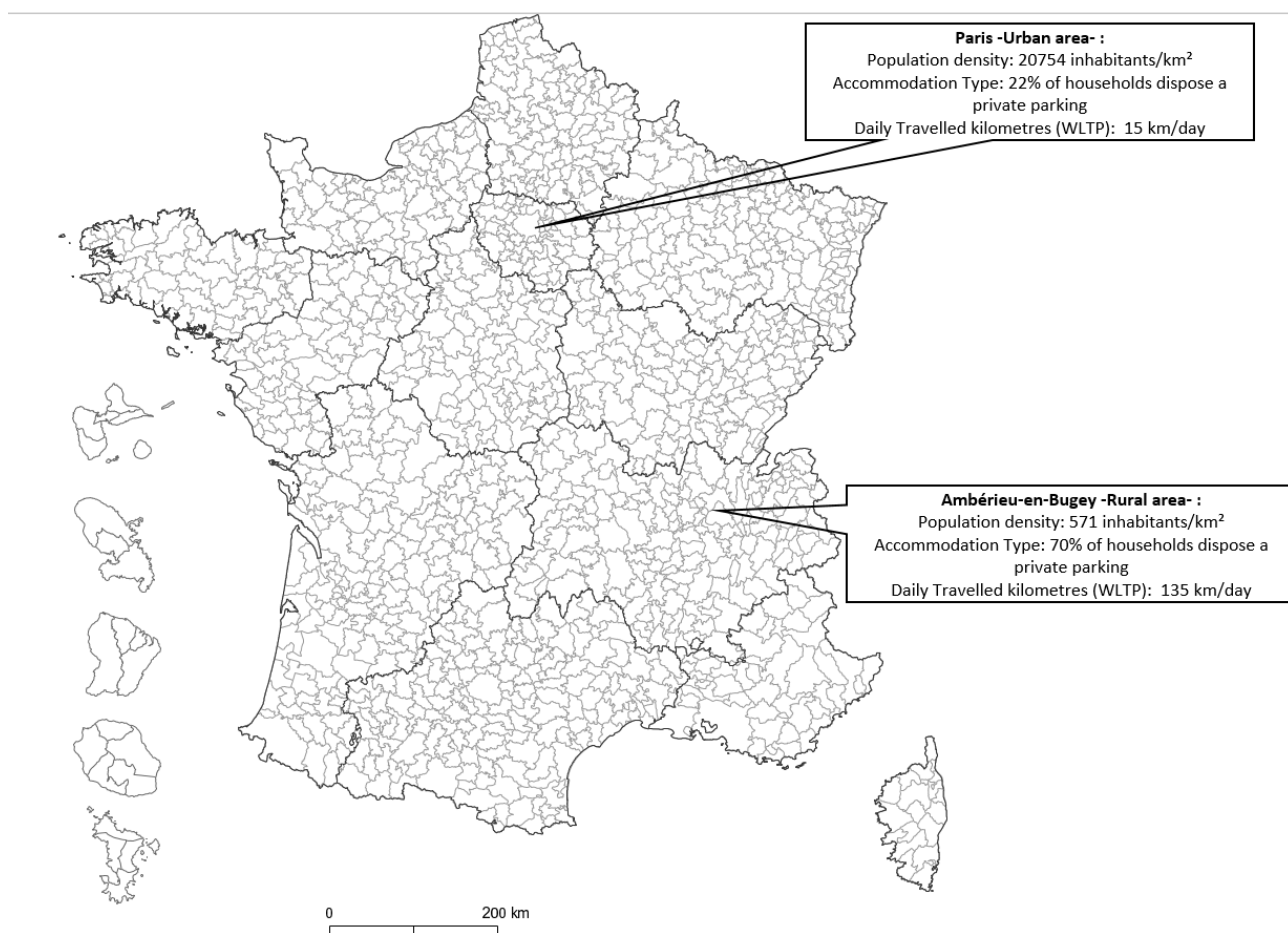 Paris -Urban area- :
Population density: 20754 inhabitants/km²
Accommodation Type: 22% of households dispose a
private parking
Daily Travelled kilometres (WLTP):  15 km/day
Ambérieu-en-Bugey -Rural area- :
Population density: 571 inhabitants/km²
Accommodation Type: 70% of households dispose a
private parking
Daily Travelled kilometres (WLTP):  135 km/day
0 200 km